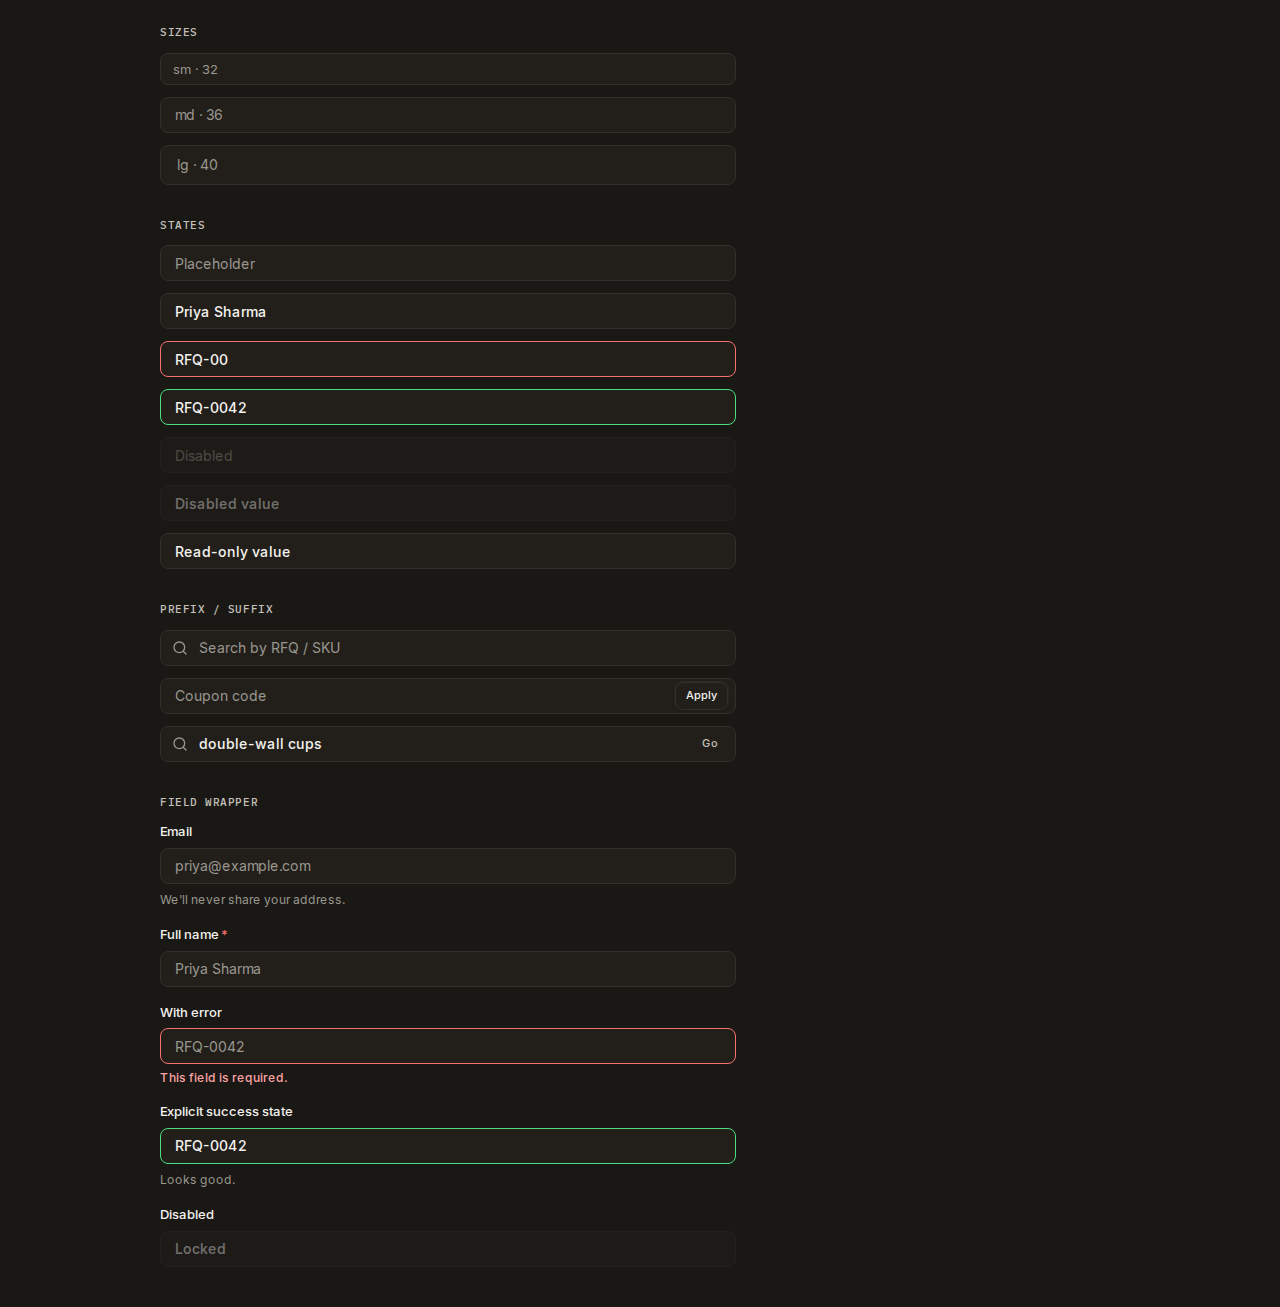 SIZES
sm · 32
md · 36
lg · 40
STATES
Placeholder
Priya Sharma
RFQ-00
RFQ-0042
Disabled
Disabled value
Read-only value
PREFIX / SUFFIX
Search by RFQ / SKU
Coupon code Apply
double-wall cups Go
FIELD WRAPPER
Email
priya@example.com
We'll never share your address.
Full name *
Priya Sharma
With error
RFQ-0042
This field is required.
Explicit success state
RFQ-0042
Looks good.
Disabled
Locked